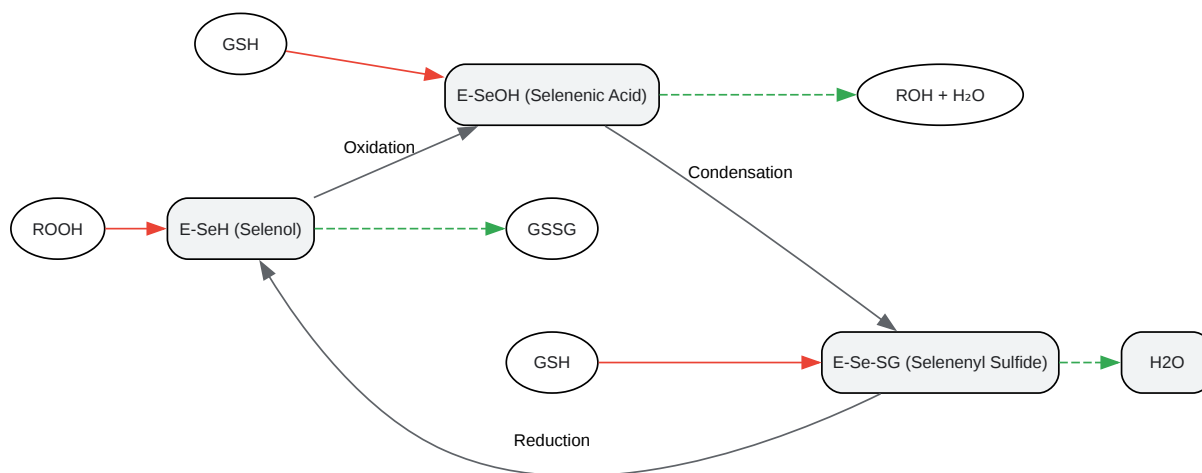 GSH
E-SeOH (Selenenic Acid)
ROH + H₂O
Oxidation
Condensation
ROOH
E-SeH (Selenol)
GSSG
GSH
E-Se-SG (Selenenyl Sulfide)
H2O
Reduction